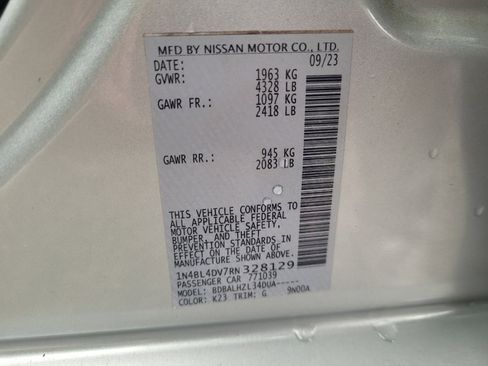 MFD BY NISSAN MOTOR CO., LTD.
DATE: 09/23
GVWR: 1963 KG
4328 LB
GAWR FR.: 1097 KG
2418 LB
GAWR RR.: 945 KG
2083 LB
THIS VEHICLE CONFORMS TO
ALL APPLICABLE FEDERAL
MOTOR VEHICLE SAFETY,
BUMPER, AND THEFT
PREVENTION STANDARDS
IN EFFECT ON THE DATE OF
MANUFACTURE SHOWN ABOVE.
1N4BL4DV7RN328129
PASSENGER CAR 771039
MODEL: BDBALHZL34DUA-----
COLOR: K23 TRIM: G 9N00A